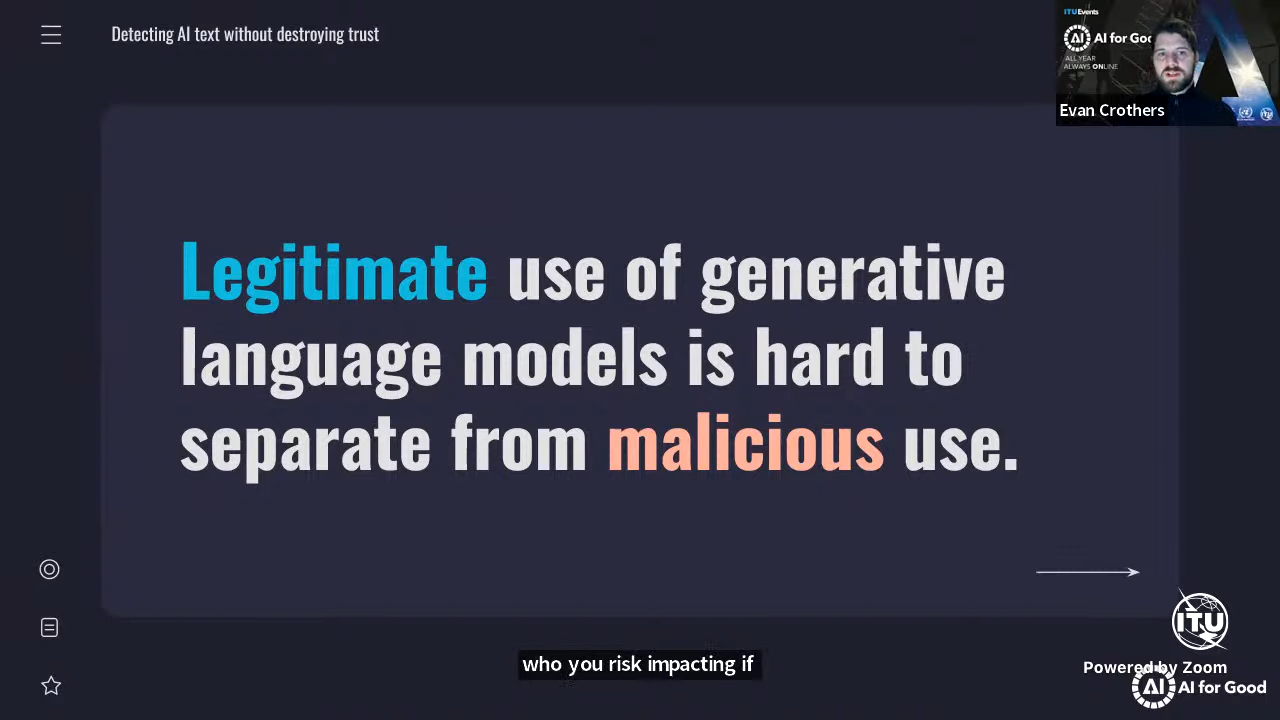 Detecting AI text without destroying trust
ITUEvents
AI for Good
ALL YEAR
ALWAYS ONLINE
Evan Crothers
Legitimate use of generative
language models is hard to
separate from malicious use.
ITU
who you risk impacting if
Powered by Zoom
AI AI for Good